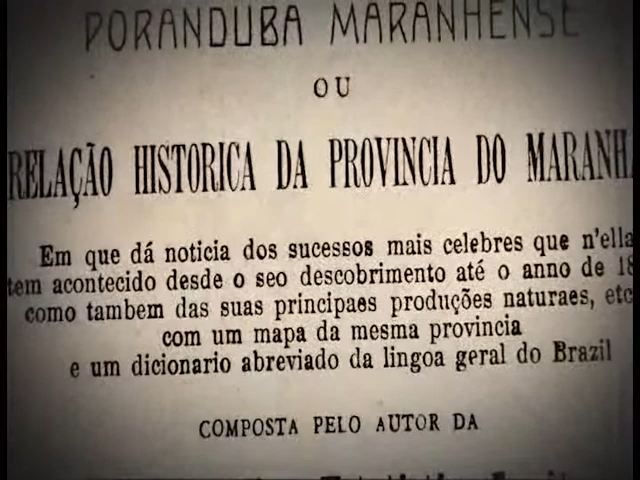 PORANDUBA MARANHENSE
OU
RELAÇÃO HISTORICA DA PROVINCIA DO MARANH
Em que dá noticia dos sucessos mais celebres que n'ella
tem acontecido desde o seo descobrimento até o anno de 18
como tambem das suas principaes produções naturaes, etc
com um mapa da mesma provincia
e um dicionario abreviado da lingoa geral do Brazil
COMPOSTA PELO AUTOR DA